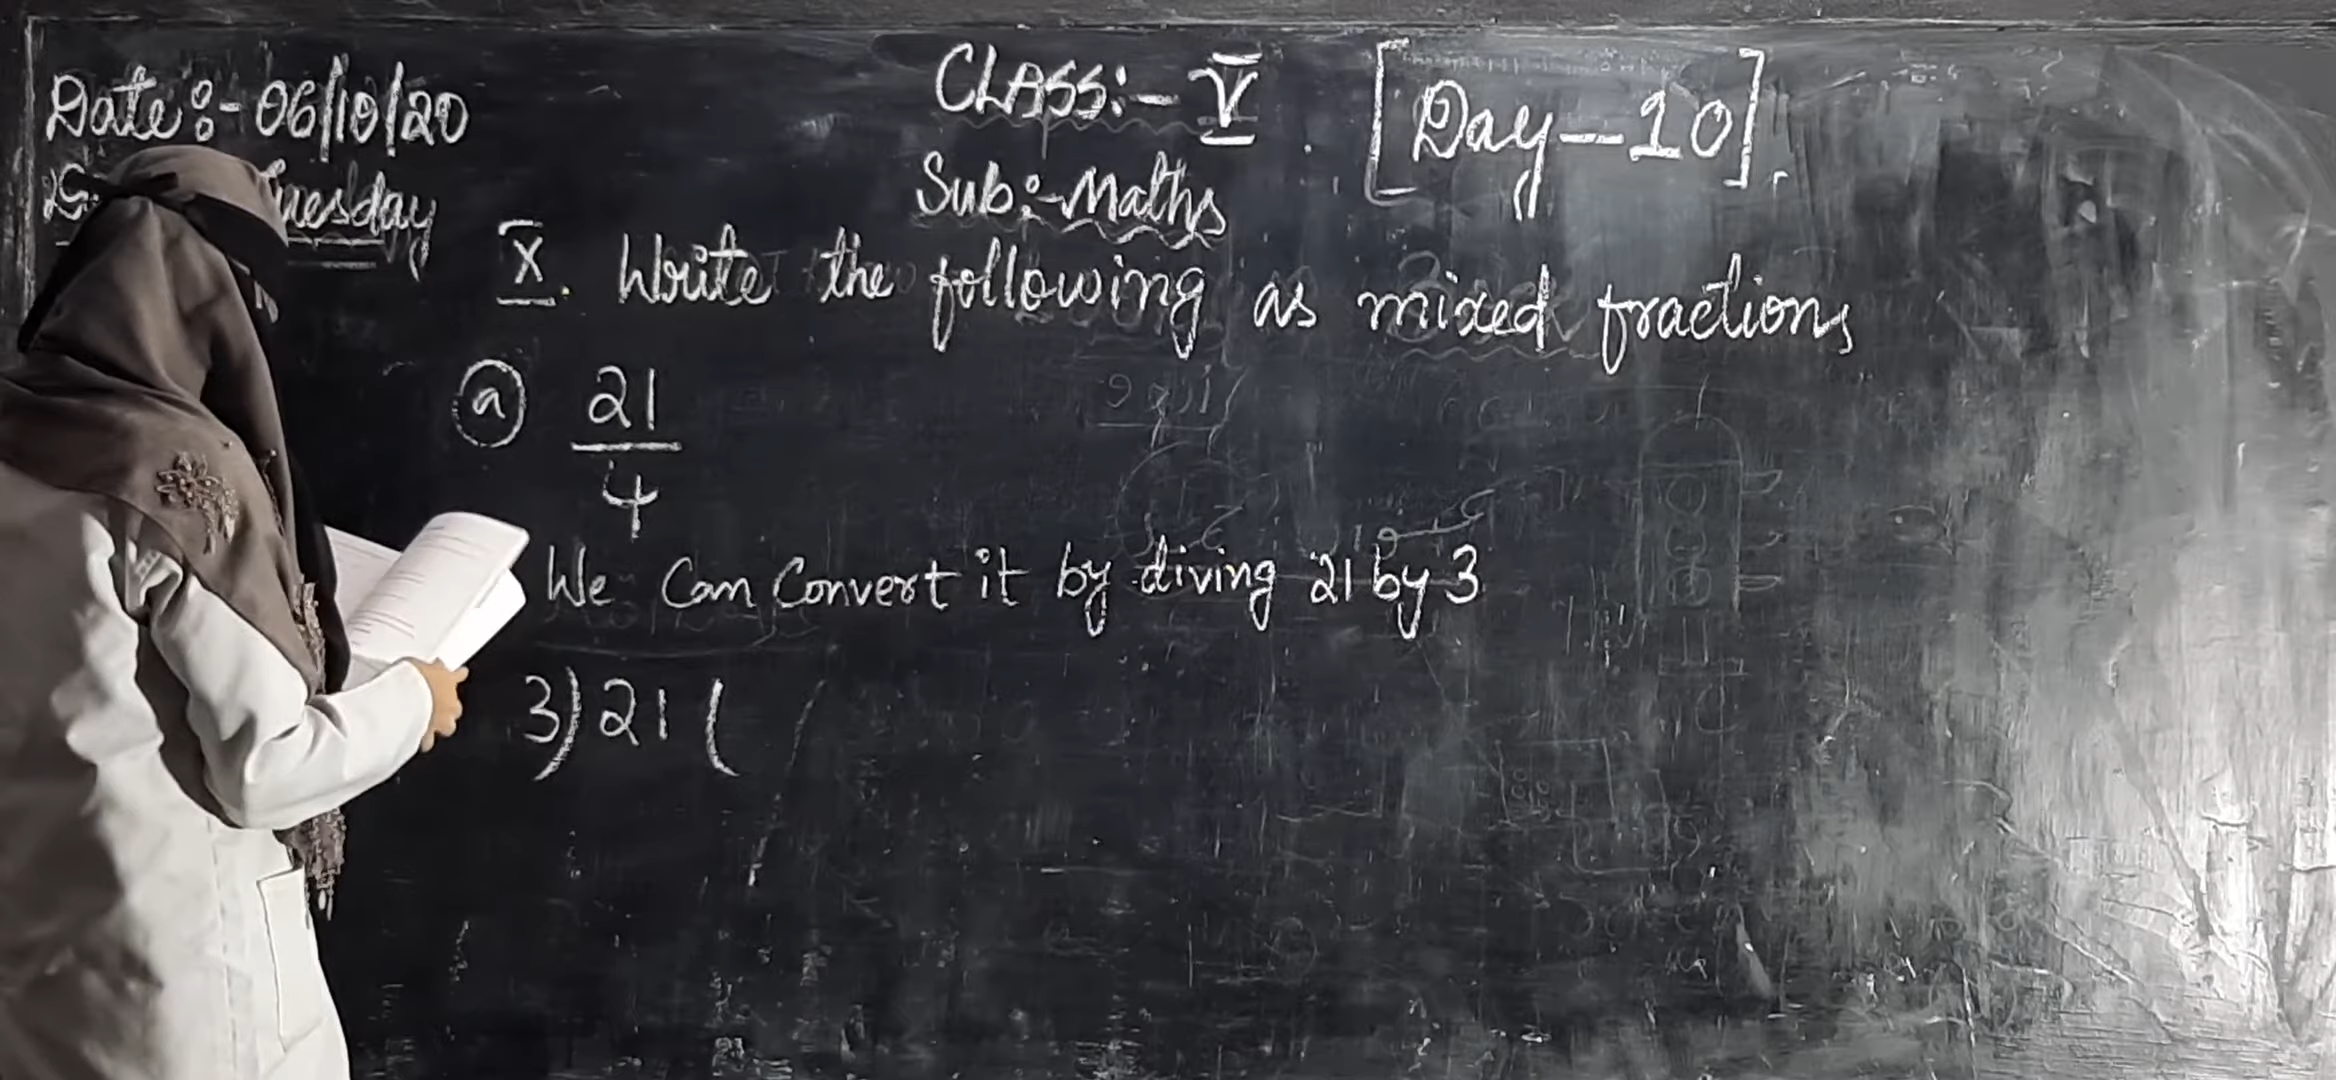 Date:- 06/10/20
CLASS:- V
[Day-10].
Tuesday
Sub:- Maths
X. Write the following as mixed fractions
(a) 21/4
We Can Convert it by diving 21 by 3
3)21(